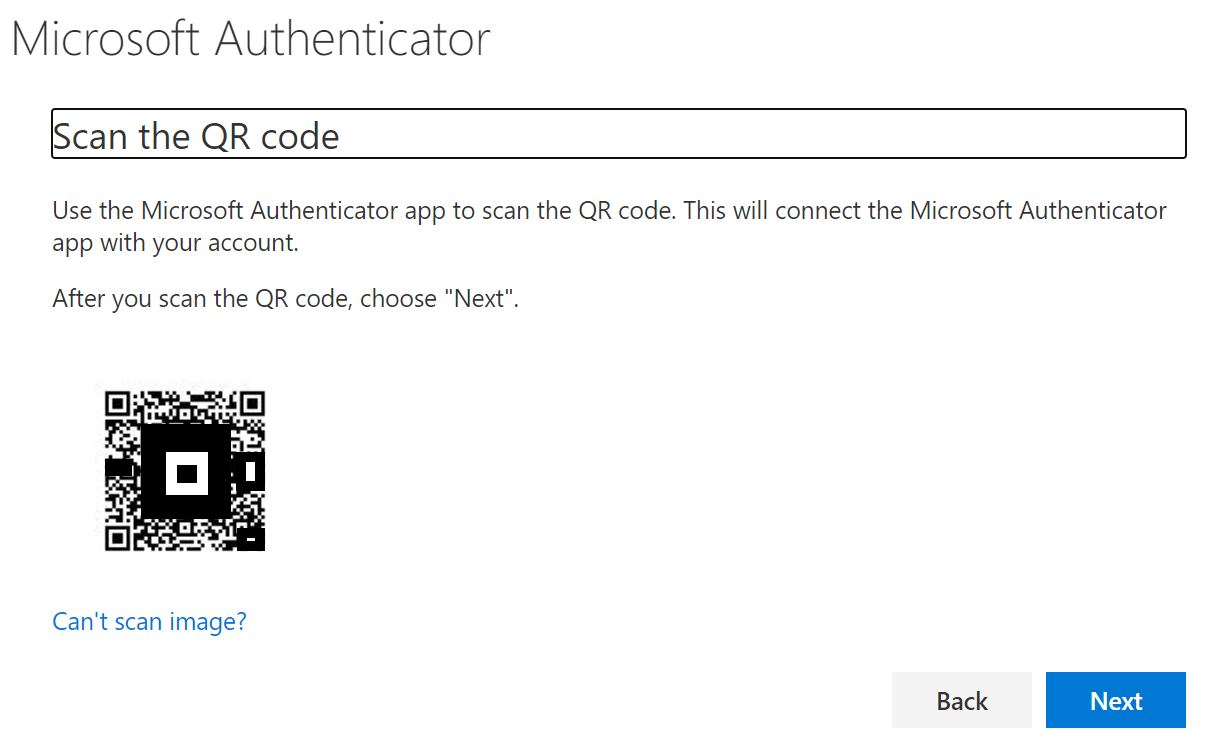 Microsoft Authenticator
Scan the QR code
Use the Microsoft Authenticator app to scan the QR code. This will connect the Microsoft Authenticator
app with your account.
After you scan the QR code, choose "Next".
Can't scan image?
Back
Next